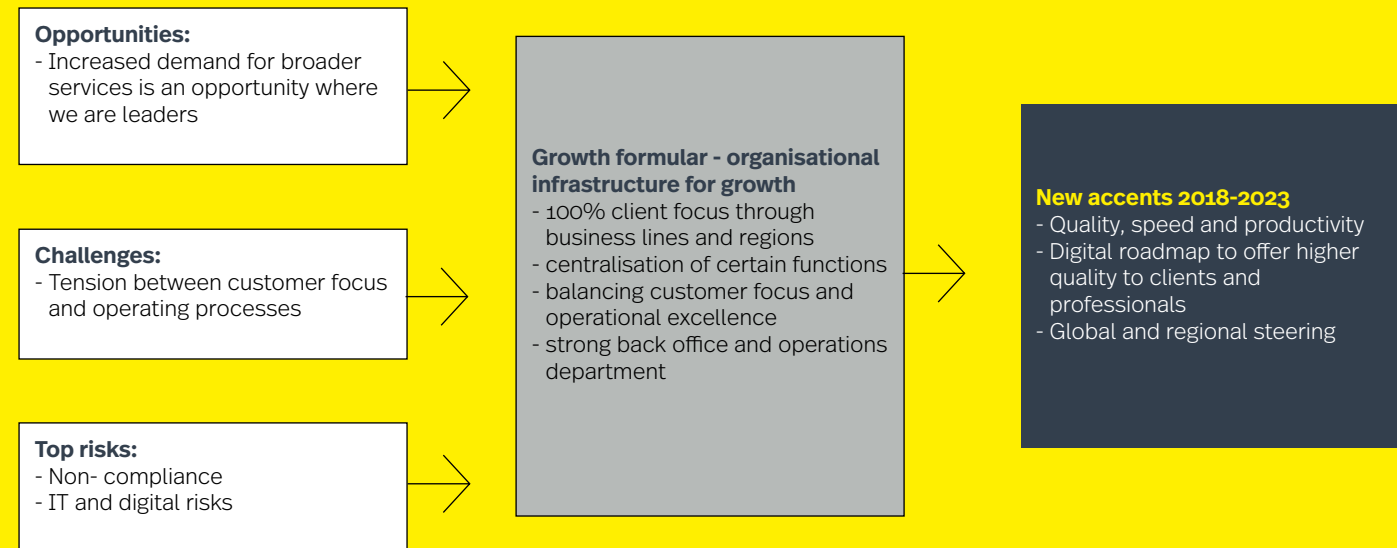 Opportunities:
- Increased demand for broader
services is an opportunity where
we are leaders
Challenges:
- Tension between customer focus
and operating processes
Top risks:
- Non- compliance
- IT and digital risks
Growth formular - organisational
infrastructure for growth
- 100% client focus through
business lines and regions
- centralisation of certain functions
- balancing customer focus and
operational excellence
- strong back office and operations
department
New accents 2018-2023
- Quality, speed and productivity
- Digital roadmap to offer higher
quality to clients and
professionals
- Global and regional steering